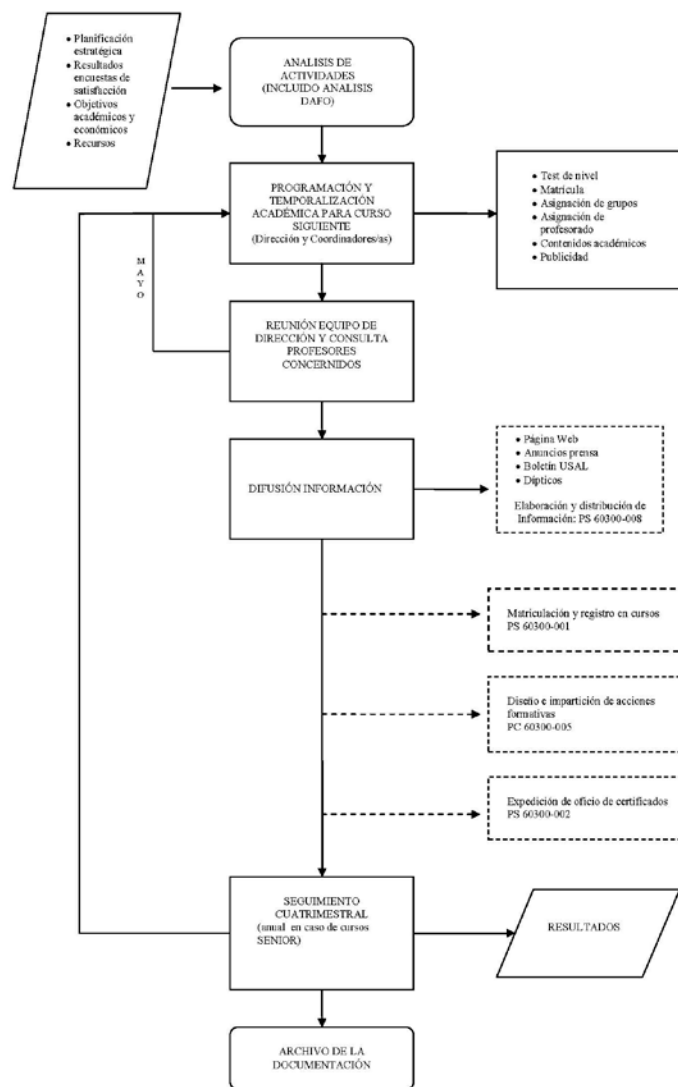 • Planificación
estratégica
• Resultados
encuestas de
satisfacción
• Objetivos
académicos y
económicos
• Recursos
ANALISIS DE
ACTIVIDADES
(INCLUIDO ANALISIS
DAFO)
PROGRAMACIÓN Y
TEMPORALIZACIÓN
ACADÉMICA PARA CURSO
SIGUIENTE
(Dirección y Coordinadores/as)
• Test de nivel
• Matrícula
• Asignación de grupos
• Asignación de
profesorado
• Contenidos académicos
• Publicidad
MAYO
REUNIÓN EQUIPO DE
DIRECCIÓN Y CONSULTA
PROFESORES
CONCERNIDOS
DIFUSIÓN INFORMACIÓN
• Página Web
• Anuncios prensa
• Boletín USAL
• Dípticos
Elaboración y distribución de
Información: PS 60300-008
Matriculación y registro en cursos
PS 60300-001
Diseño e impartición de acciones
formativas
PC 60300-005
Expedición de oficio de certificados
PS 60300-002
SEGUIMIENTO
CUATRIMESTRAL
(anual en caso de cursos
SENIOR)
RESULTADOS
ARCHIVO DE LA
DOCUMENTACIÓN